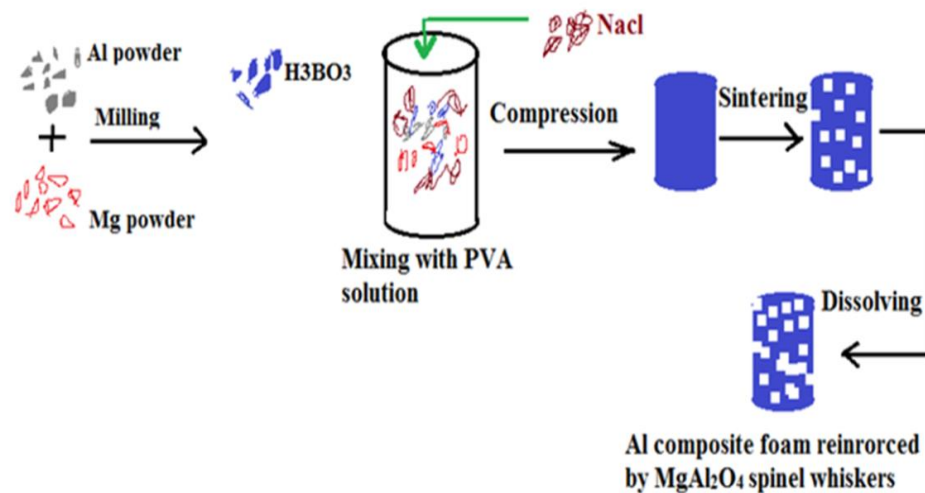 Al powder
+
Milling
Mg powder
H3BO3
Nacl
Mixing with PVA
solution
Compression
Sintering
Dissolving
Al composite foam reinrorced
by MgAl₂O₄ spinel whiskers